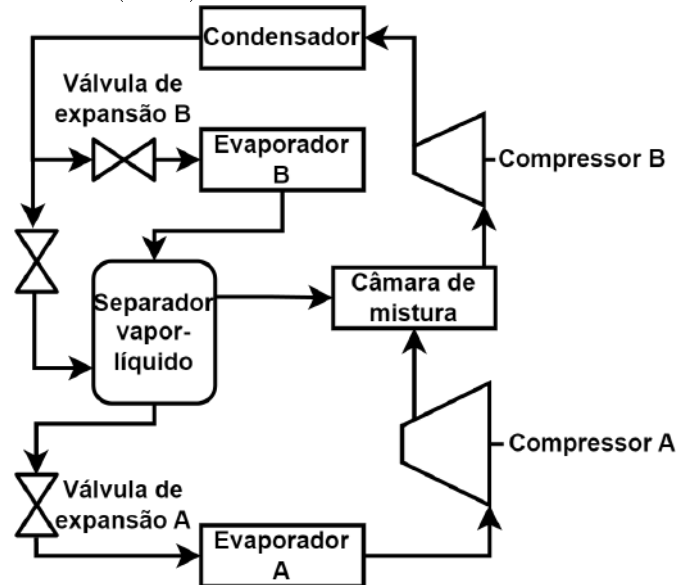 Condensador
Válvula de
expansão B
Evaporador
B
Compressor B
Separador
vapor-
líquido
Câmara de
mistura
Compressor A
Válvula de
expansão A
Evaporador
A